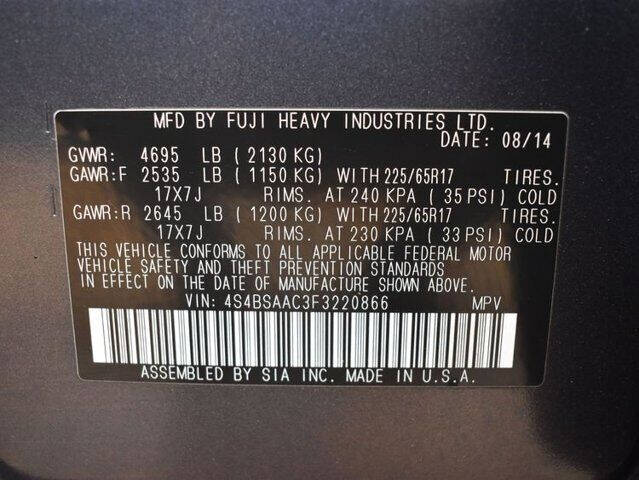 MFD BY FUJI HEAVY INDUSTRIES LTD.
DATE: 08/14
GVWR: 4695 LB ( 2130 KG)
GAWR:F 2535 LB ( 1150 KG) WITH 225/65R17 TIRES.
17X7J RIMS. AT 240 KPA ( 35 PSI) COLD
GAWR:R 2645 LB ( 1200 KG) WITH 225/65R17 TIRES.
17X7J RIMS. AT 230 KPA ( 33 PSI) COLD
THIS VEHICLE CONFORMS TO ALL APPLICABLE FEDERAL MOTOR
VEHICLE SAFETY AND THEFT PREVENTION STANDARDS
IN EFFECT ON THE DATE OF MANUFACTURE SHOWN ABOVE.
VIN: 4S4BSAAC3F3220866 MPV
ASSEMBLED BY SIA INC. MADE IN U.S.A.